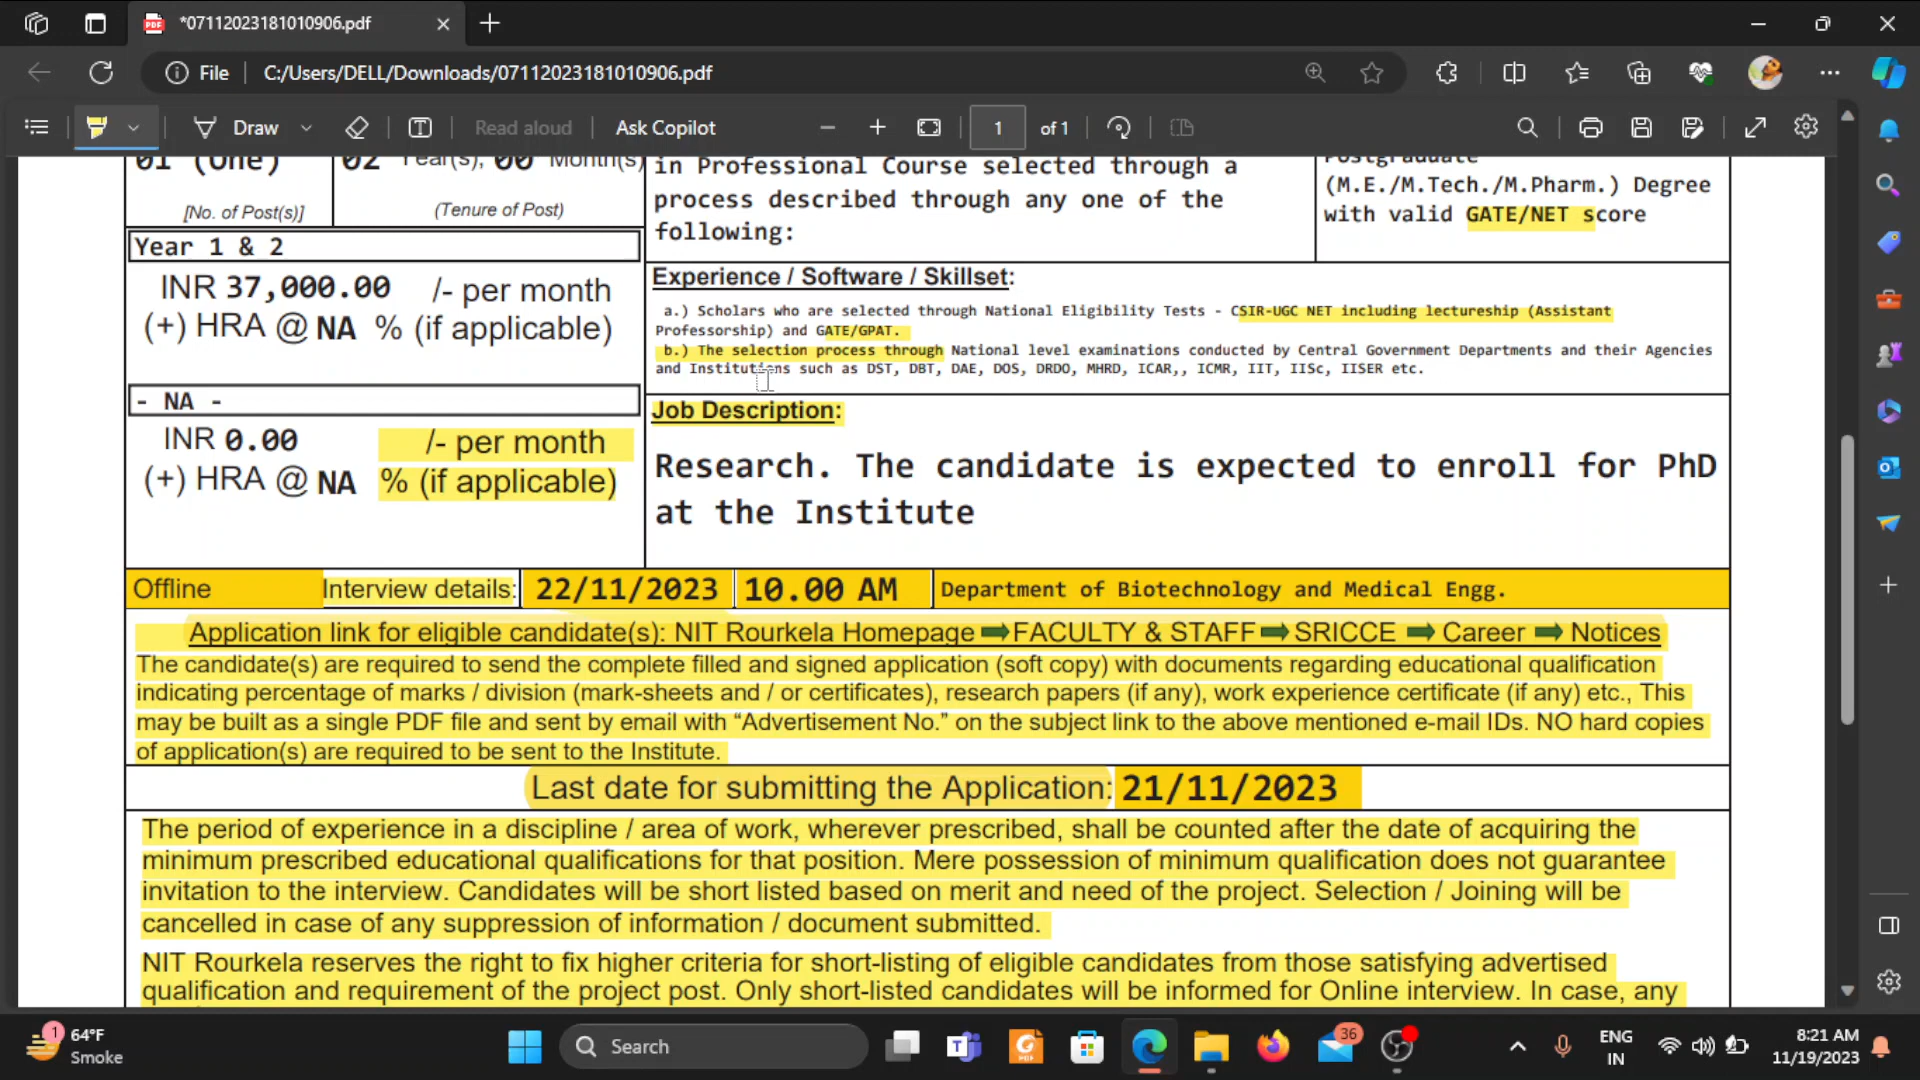 *07112023181010906.pdf
File
C:/Users/DELL/Downloads/07112023181010906.pdf
Draw
Read aloud
Ask Copilot
1
of 1
01 (One)
02 Year(s), 00 Month(s)
[No. of Post(s)]
(Tenure of Post)
Year 1 & 2
INR 37,000.00 /- per month
(+) HRA @ NA % (if applicable)
- NA -
INR 0.00 /- per month
(+) HRA @ NA % (if applicable)
in Professional Course selected through a
process described through any one of the
following:
Postgraduate
(M.E./M.Tech./M.Pharm.) Degree
with valid GATE/NET score
Experience / Software / Skillset:
a.) Scholars who are selected through National Eligibility Tests - CSIR-UGC NET including lectureship (Assistant
Professorship) and GATE/GPAT.
b.) The selection process through National level examinations conducted by Central Government Departments and their Agencies
and Institutions such as DST, DBT, DAE, DOS, DRDO, MHRD, ICAR,, ICMR, IIT, IISc, IISER etc.
Job Description:
Research. The candidate is expected to enroll for PhD
at the Institute
Offline Interview details: 22/11/2023 10.00 AM Department of Biotechnology and Medical Engg.
Application link for eligible candidate(s): NIT Rourkela Homepage ➡FACULTY & STAFF➡SRICCE ➡ Career ➡ Notices
The candidate(s) are required to send the complete filled and signed application (soft copy) with documents regarding educational qualification
indicating percentage of marks / division (mark-sheets and / or certificates), research papers (if any), work experience certificate (if any) etc., This
may be built as a single PDF file and sent by email with “Advertisement No.” on the subject link to the above mentioned e-mail IDs. NO hard copies
of application(s) are required to be sent to the Institute.
Last date for submitting the Application: 21/11/2023
The period of experience in a discipline / area of work, wherever prescribed, shall be counted after the date of acquiring the
minimum prescribed educational qualifications for that position. Mere possession of minimum qualification does not guarantee
invitation to the interview. Candidates will be short listed based on merit and need of the project. Selection / Joining will be
cancelled in case of any suppression of information / document submitted.
NIT Rourkela reserves the right to fix higher criteria for short-listing of eligible candidates from those satisfying advertised
qualification and requirement of the project post. Only short-listed candidates will be informed for Online interview. In case, any
1
64°F
Smoke
Search
36
ENG
IN
8:21 AM
11/19/2023